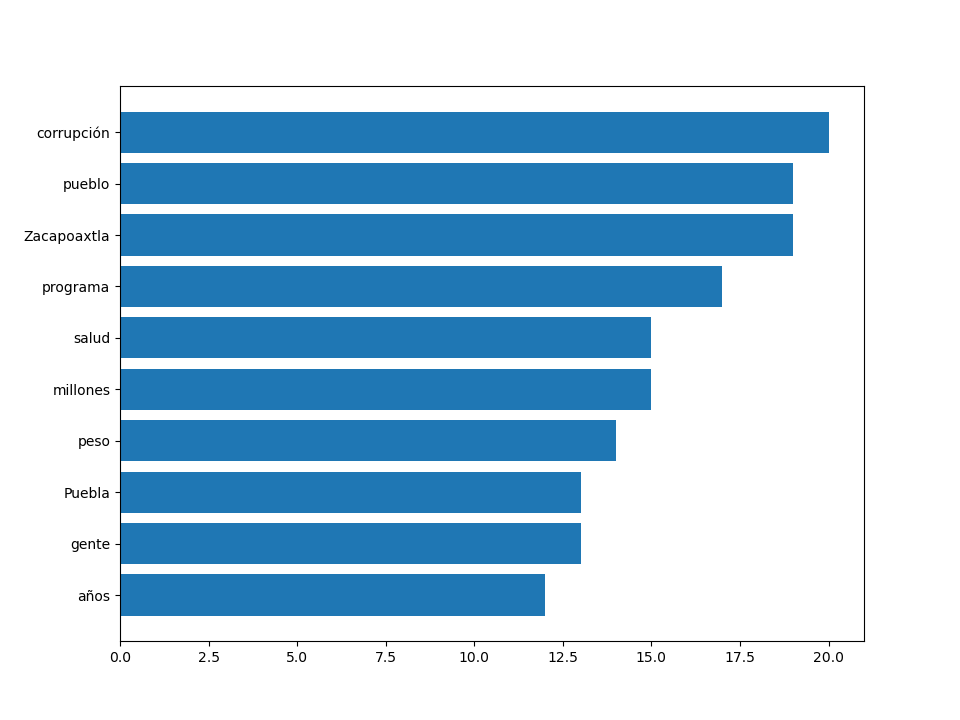 corrupción
pueblo
Zacapoaxtla
programa
salud
millones
peso
Puebla
gente
años
0.0 2.5 5.0 7.5 10.0 12.5 15.0 17.5 20.0